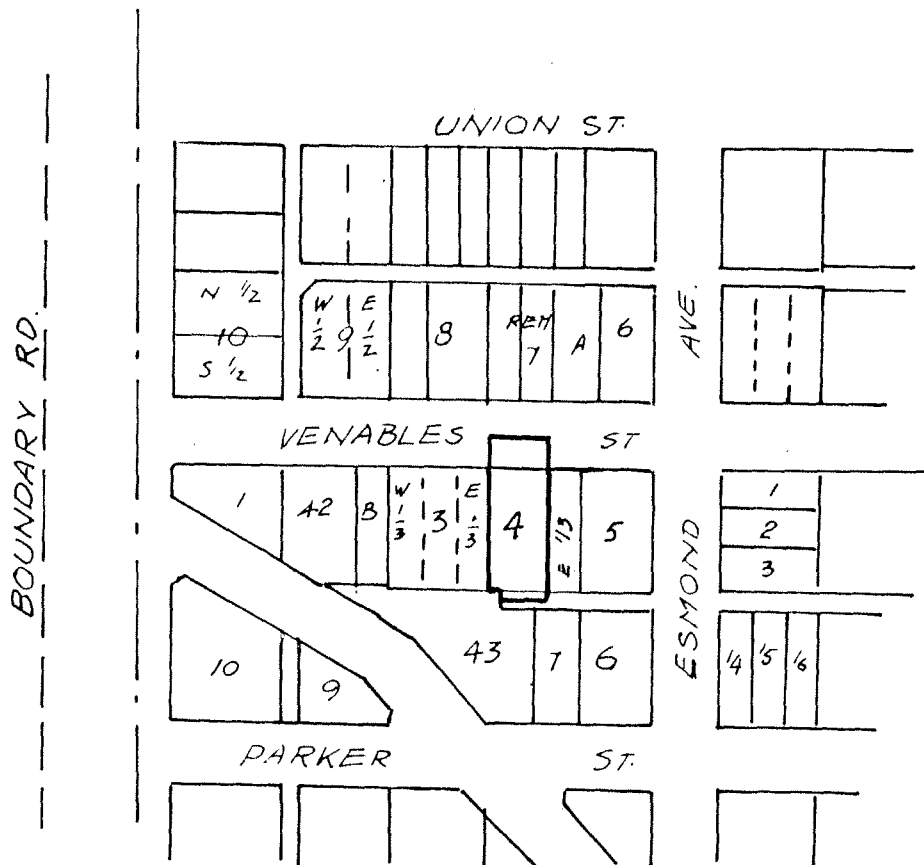 UNION ST.
N 1/2
10
S 1/2
W 1/2 9 E 1/2
8
REM 7
A
6
AVE.
BOUNDARY RD.
VENABLES ST
1
42
B
W 1/3 3 E 1/3
4
E 1/3
5
1
2
3
ESMOND
10
9
43
7
6
14
15
16
PARKER ST.